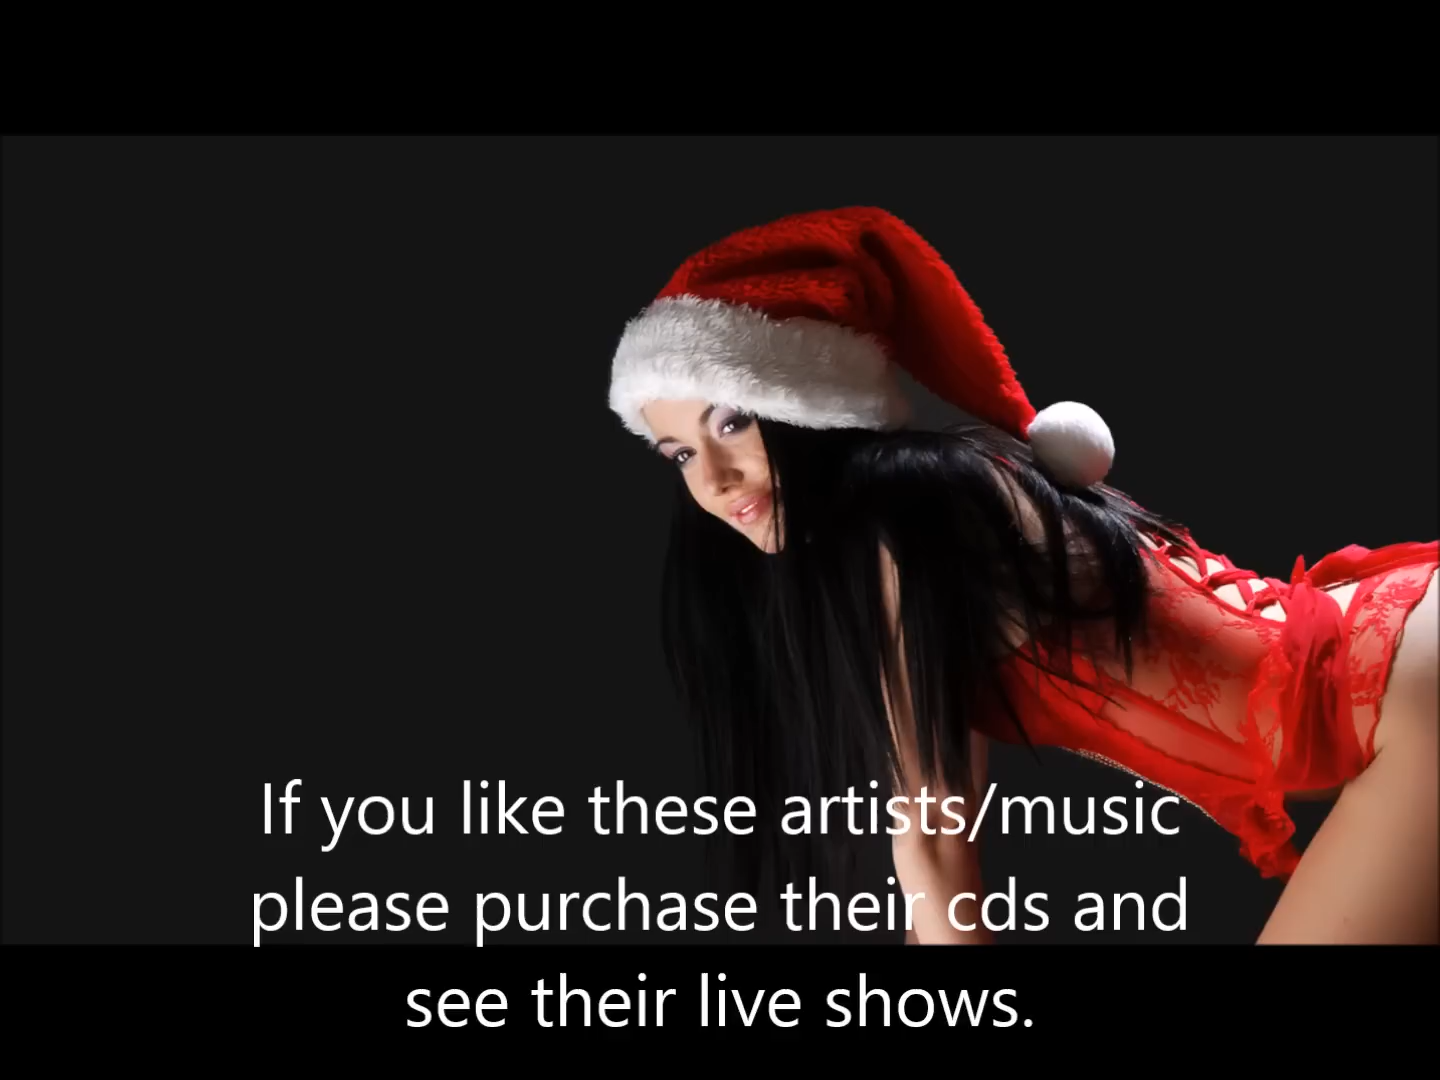 If you like these artists/music
please purchase their cds and
see their live shows.